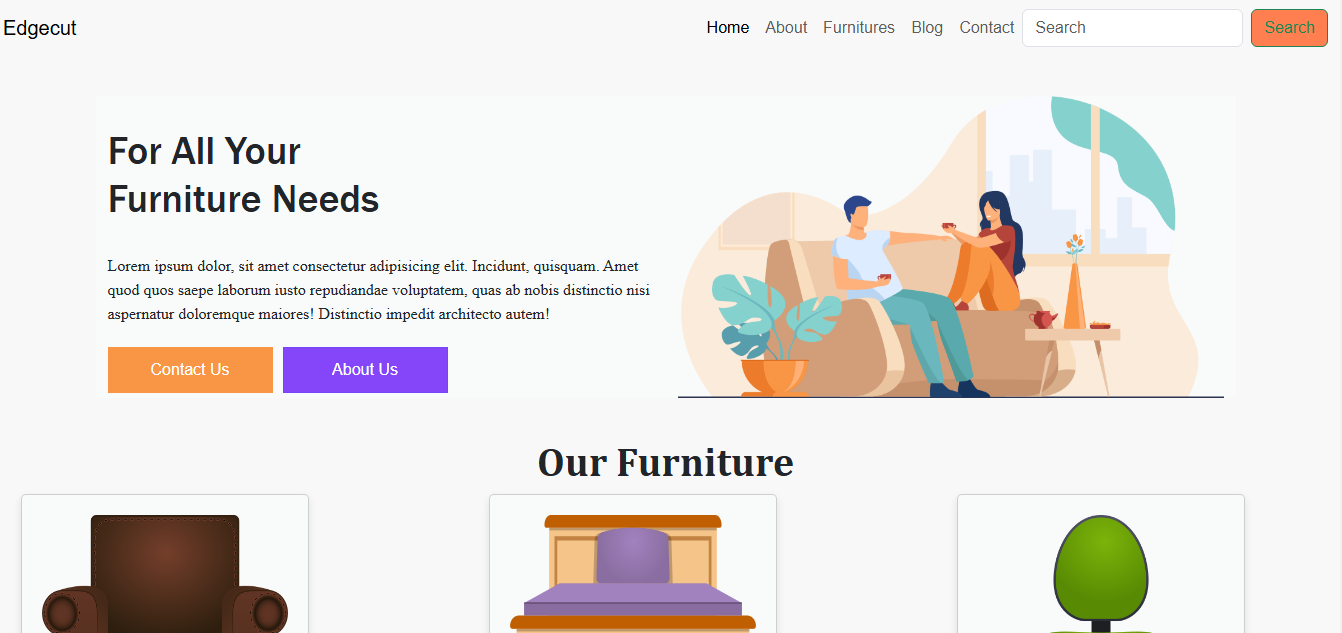 Edgecut
Home About Furnitures Blog Contact Search Search
For All Your
Furniture Needs
Lorem ipsum dolor, sit amet consectetur adipisicing elit. Incidunt, quisquam. Amet
quod quos saepe laborum iusto repudiandae voluptatem, quas ab nobis distinctio nisi
aspernatur doloremque maiores! Distinctio impedit architecto autem!
Contact Us About Us
Our Furniture